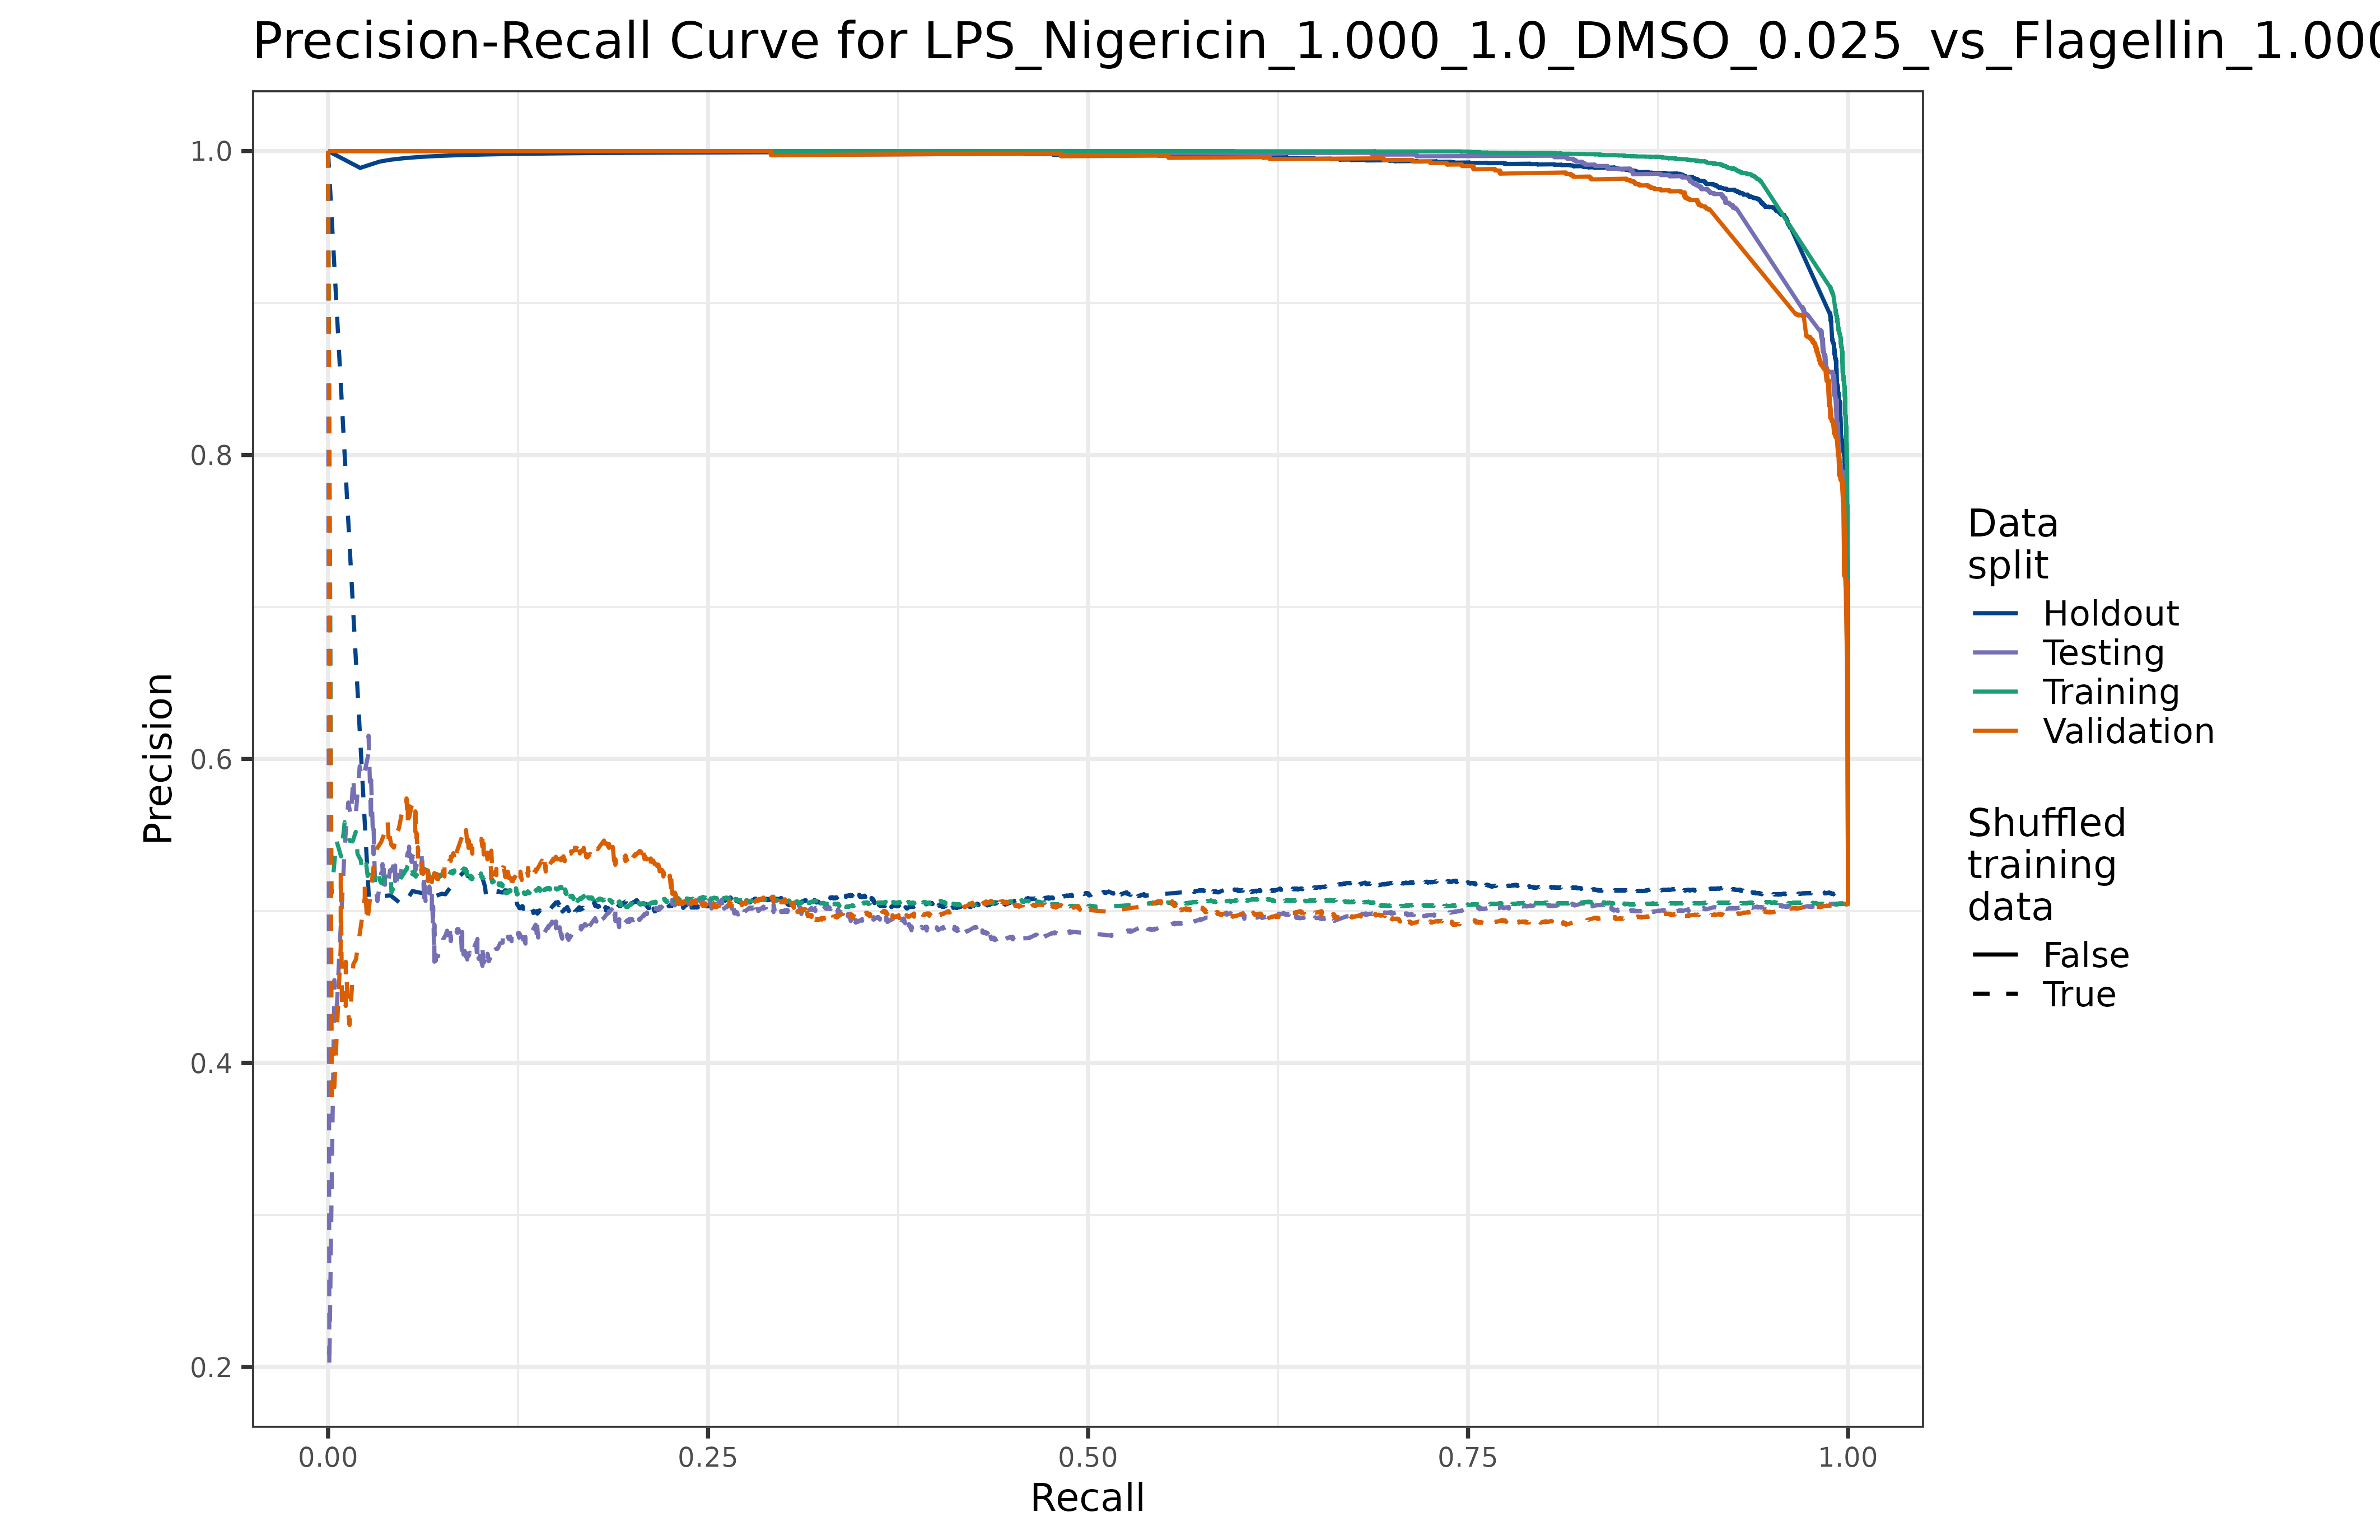 Precision-Recall Curve for LPS_Nigericin_1.000_1.0_DMSO_0.025_vs_Flagellin_1.000
Precision
1.0
0.8
0.6
0.4
0.2
0.00
0.25
0.50
0.75
1.00
Recall
Data
split
Holdout
Testing
Training
Validation
Shuffled
training
data
False
True